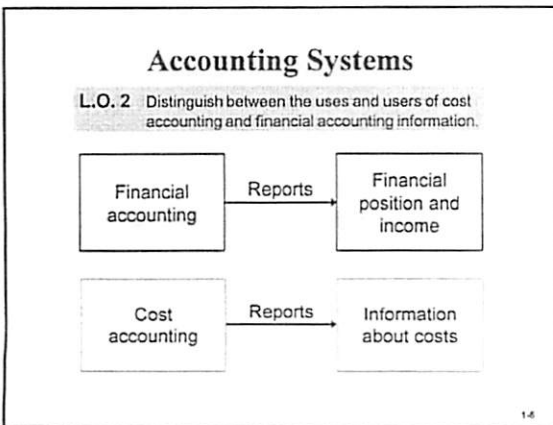 Accounting Systems
L.O. 2 Distinguish between the uses and users of cost
accounting and financial accounting information.
Financial
accounting
Reports
Financial
position and
income
Cost
accounting
Reports
Information
about costs